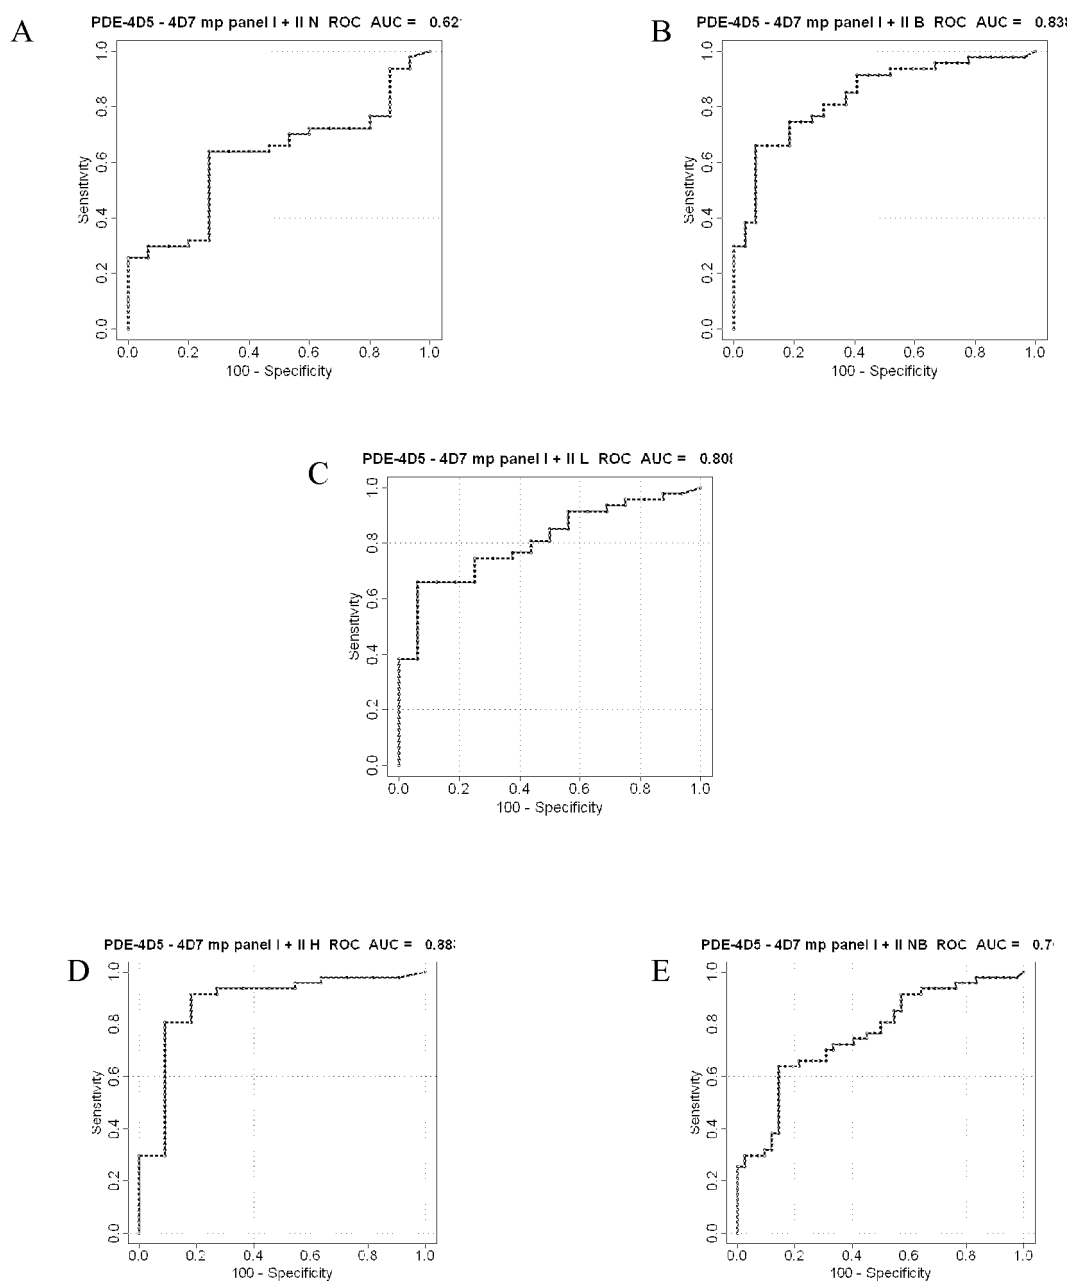 A
PDE-4D5 - 4D7 mp panel I + II N ROC AUC = 0.62
Sensitivity
0.0 0.2 0.4 0.6 0.8 1.0
0.0 0.2 0.4 0.6 0.8 1.0
100 - Specificity
B
PDE-4D5 - 4D7 mp panel I + II B ROC AUC = 0.838
Sensitivity
0.0 0.2 0.4 0.6 0.8 1.0
0.0 0.2 0.4 0.6 0.8 1.0
100 - Specificity
C
PDE-4D5 - 4D7 mp panel I + II L ROC AUC = 0.808
Sensitivity
0.0 0.2 0.4 0.6 0.8 1.0
0.0 0.2 0.4 0.6 0.8 1.0
100 - Specificity
D
PDE-4D5 - 4D7 mp panel I + II H ROC AUC = 0.88
Sensitivity
0.0 0.2 0.4 0.6 0.8 1.0
0.0 0.2 0.4 0.6 0.8 1.0
100 - Specificity
E
PDE-4D5 - 4D7 mp panel I + II NB ROC AUC = 0.7
Sensitivity
0.0 0.2 0.4 0.6 0.8 1.0
0.0 0.2 0.4 0.6 0.8 1.0
100 - Specificity